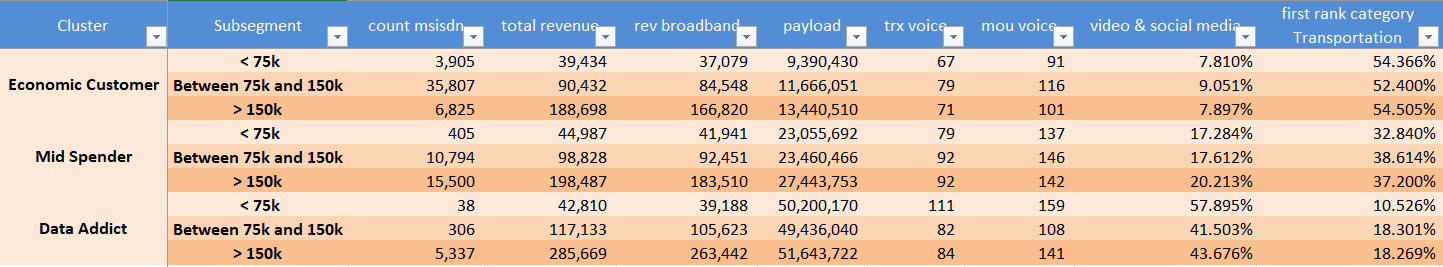 Cluster Subsegment count msisdn total revenue rev broadband payload trx voice mou voice video & social media first rank category Transportation
< 75k 3,905 39,434 37,079 9,390,430 67 91 7.810% 54.366%
Economic Customer Between 75k and 150k 35,807 90,432 84,548 11,666,051 79 116 9.051% 52.400%
> 150k 6,825 188,698 166,820 13,440,510 71 101 7.897% 54.505%
< 75k 405 44,987 41,941 23,055,692 79 137 17.284% 32.840%
Mid Spender Between 75k and 150k 10,794 98,828 92,451 23,460,466 92 146 17.612% 38.614%
> 150k 15,500 198,487 183,510 27,443,753 92 142 20.213% 37.200%
< 75k 38 42,810 39,188 50,200,170 111 159 57.895% 10.526%
Data Addict Between 75k and 150k 306 117,133 105,623 49,436,040 82 108 41.503% 18.301%
> 150k 5,337 285,669 263,442 51,643,722 84 141 43.676% 18.269%